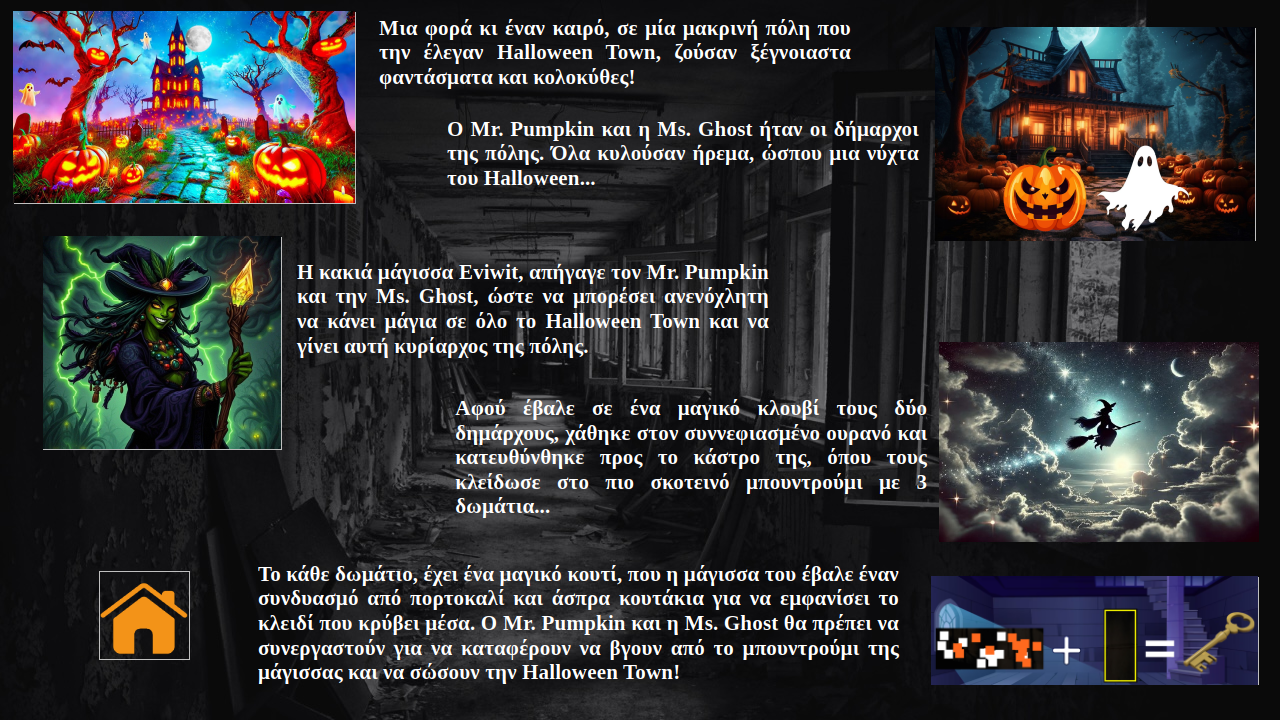 Μια φορά κι έναν καιρό, σε μία μακρινή πόλη που
την έλεγαν Halloween Town, ζούσαν ξέγνοιαστα
φαντάσματα και κολοκύθες!
Ο Mr. Pumpkin και η Ms. Ghost ήταν οι δήμαρχοι
της πόλης. Όλα κυλούσαν ήρεμα, ώσπου μια νύχτα
του Halloween...
Η κακιά μάγισσα Eviwit, απήγαγε τον Mr. Pumpkin
και την Ms. Ghost, ώστε να μπορέσει ανενόχλητη
να κάνει μάγια σε όλο το Halloween Town και να
γίνει αυτή κυρίαρχος της πόλης.
Αφού έβαλε σε ένα μαγικό κλουβί τους δύο
δημάρχους, χάθηκε στον συννεφιασμένο ουρανό και
κατευθύνθηκε προς το κάστρο της, όπου τους
κλείδωσε στο πιο σκοτεινό μπουντρούμι με 3
δωμάτια...
Το κάθε δωμάτιο, έχει ένα μαγικό κουτί, που η μάγισσα του έβαλε έναν
συνδυασμό από πορτοκαλί και άσπρα κουτάκια για να εμφανίσει το
κλειδί που κρύβει μέσα. Ο Mr. Pumpkin και η Ms. Ghost θα πρέπει να
συνεργαστούν για να καταφέρουν να βγουν από το μπουντρούμι της
μάγισσας και να σώσουν την Halloween Town!
+ =